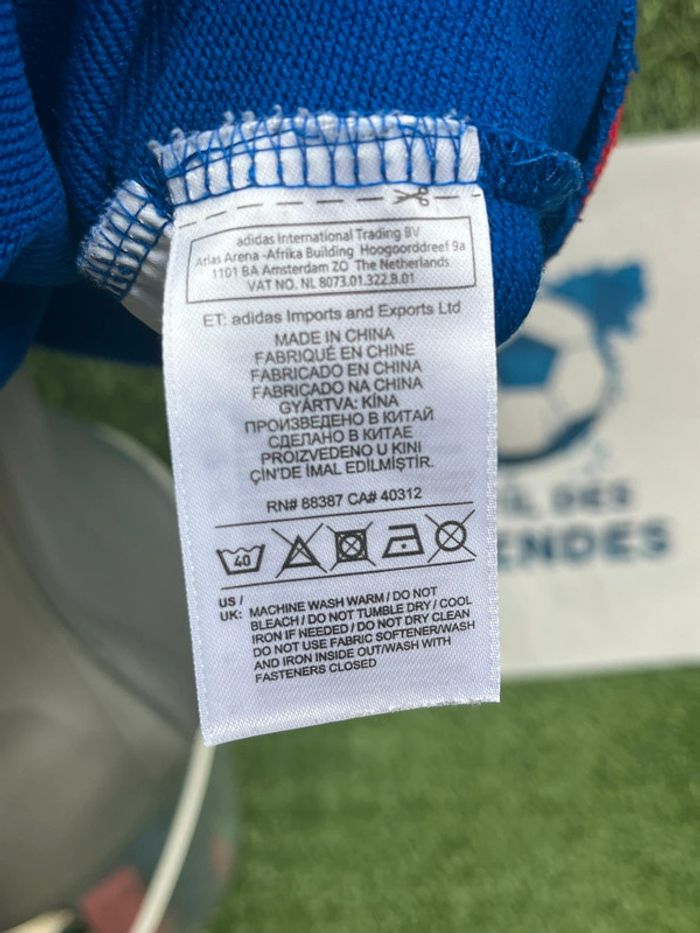 adidas International Trading BV
Atlas Arena -Afrika Building Hoogoorddreef 9a
1101 BA Amsterdam ZO The Netherlands
VAT NO. NL 8073.01.322.B.01
ET: adidas Imports and Exports Ltd
MADE IN CHINA
FABRIQUÉ EN CHINE
FABRICADO EN CHINA
FABRICADO NA CHINA
GYÁRTVA: KÍNA
ПРОИЗВЕДЕНО В КИТАЙ
СДЕЛАНО В КИТАЕ
PROIZVEDENO U KINI
ÇİN'DE İMAL EDİLMİŞTİR.
RN# 88387 CA# 40312
40
US /
UK: MACHINE WASH WARM / DO NOT
BLEACH / DO NOT TUMBLE DRY / COOL
IRON IF NEEDED / DO NOT DRY CLEAN
DO NOT USE FABRIC SOFTENER/WASH
AND IRON INSIDE OUT/WASH WITH
FASTENERS CLOSED
DES